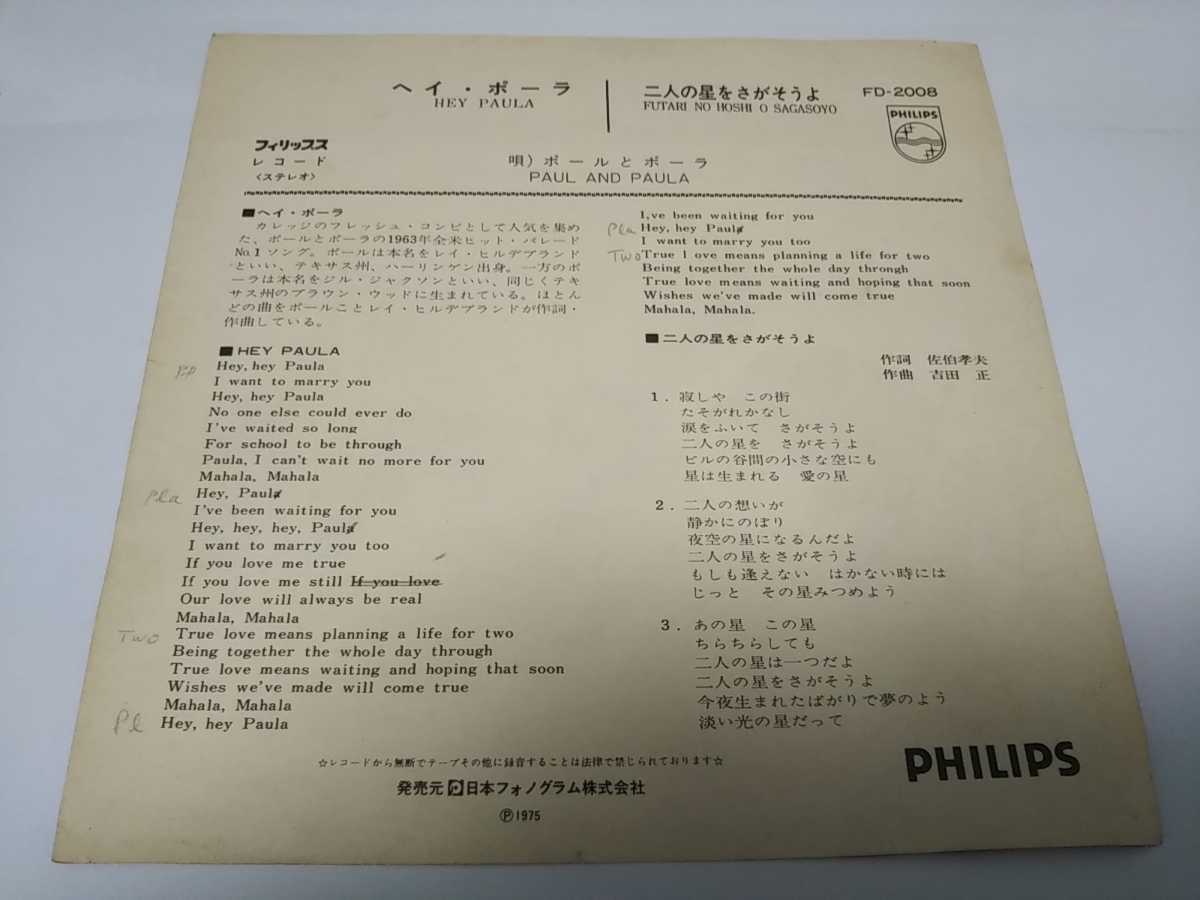 ヘイ・ポーラ
HEY PAULA
二人の星をさがそうよ
FUTARI NO HOSHI O SAGASOYO
FD-2008
PHILIPS
フィリップス
レコード
〈ステレオ〉
唄）ポールとポーラ
PAUL AND PAULA
■ヘイ・ポーラ
カレッジのフレッシュ・コンビとして人気を集め
た、ポールとポーラの1963年全米ヒット・パレード
No.1ソング。ポールは本名をレイ・ヒルデブランド
といい、テキサス州、ハーリンゲン出身。一方のポ
ーラは本名をジル・ジャクソンといい、同じくテキ
サス州のブラウン・ウッドに生まれている。ほとん
どの曲をポールことレイ・ヒルデブランドが作詞・
作曲している。
■HEY PAULA
PP Hey, hey Paula
I want to marry you
Hey, hey Paula
No one else could ever do
I've waited so long
For school to be through
Paula, I can't wait no more for you
Mahala, Mahala
Pla Hey, Paula
I've been waiting for you
Hey, hey, hey, Paula
I want to marry you too
If you love me true
If you love me still If you love
Our love will always be real
Mahala, Mahala
Two True love means planning a life for two
Being together the whole day through
True love means waiting and hoping that soon
Wishes we've made will come true
Mahala, Mahala
Pl Hey, hey Paula
I,ve been waiting for you
Pla Hey, hey Paula
I want to marry you too
Two True l ove means planning a life for two
Being together the whole day throngh
True love means waiting and hoping that soon
Wishes we've made will come true
Mahala, Mahala.
■二人の星をさがそうよ
作詞 佐伯孝夫
作曲 吉田 正
1. 寂しや この街
たそがれかなし
涙をふいて さがそうよ
二人の星を さがそうよ
ビルの谷間の小さな空にも
星は生まれる 愛の星
2. 二人の想いが
静かにのぼり
夜空の星になるんだよ
二人の星をさがそうよ
もしも逢えない はかない時には
じっと その星みつめよう
3. あの星 この星
ちらちらしても
二人の星は一つだよ
二人の星をさがそうよ
今夜生まれたばがりで夢のよう
淡い光の星だって
☆レコードから無断でテープその他に録音することは法律で禁じられております☆
発売元 日本フォノグラム株式会社
Ⓟ1975
PHILIPS